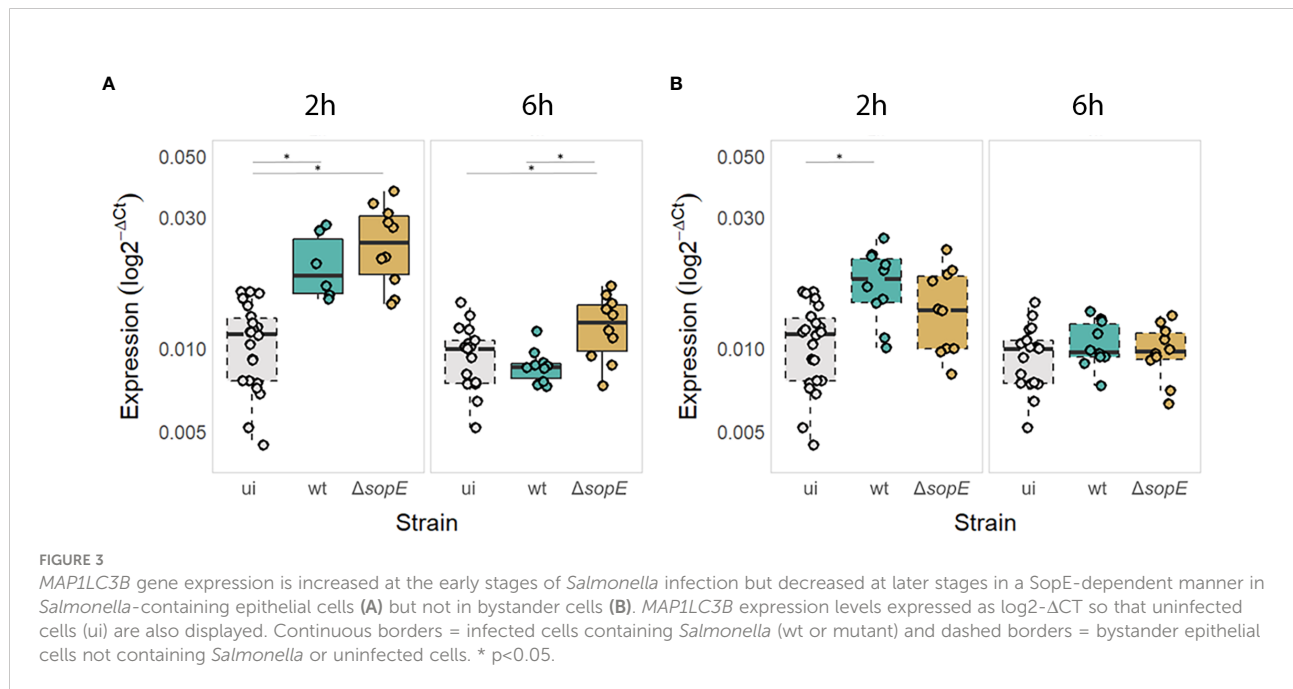 A
B
2h
6h
2h
6h
Expression (log2⁻ΔCt)
0.050
0.030
0.010
0.005
*
*
*
*
ui wt ΔsopE
ui wt ΔsopE
Strain
Expression (log2⁻ΔCt)
0.050
0.030
0.010
0.005
*
ui wt ΔsopE
ui wt ΔsopE
Strain
FIGURE 3
MAP1LC3B gene expression is increased at the early stages of Salmonella infection but decreased at later stages in a SopE-dependent manner in
Salmonella-containing epithelial cells (A) but not in bystander cells (B). MAP1LC3B expression levels expressed as log2-ΔCT so that uninfected
cells (ui) are also displayed. Continuous borders = infected cells containing Salmonella (wt or mutant) and dashed borders = bystander epithelial
cells not containing Salmonella or uninfected cells. * p<0.05.